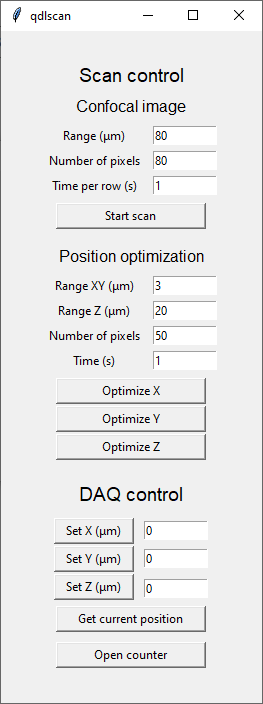 qdlscan
Scan control
Confocal image
Range (μm) 80
Number of pixels 80
Time per row (s) 1
Start scan
Position optimization
Range XY (μm) 3
Range Z (μm) 20
Number of pixels 50
Time (s) 1
Optimize X
Optimize Y
Optimize Z
DAQ control
Set X (μm) 0
Set Y (μm) 0
Set Z (μm) 0
Get current position
Open counter